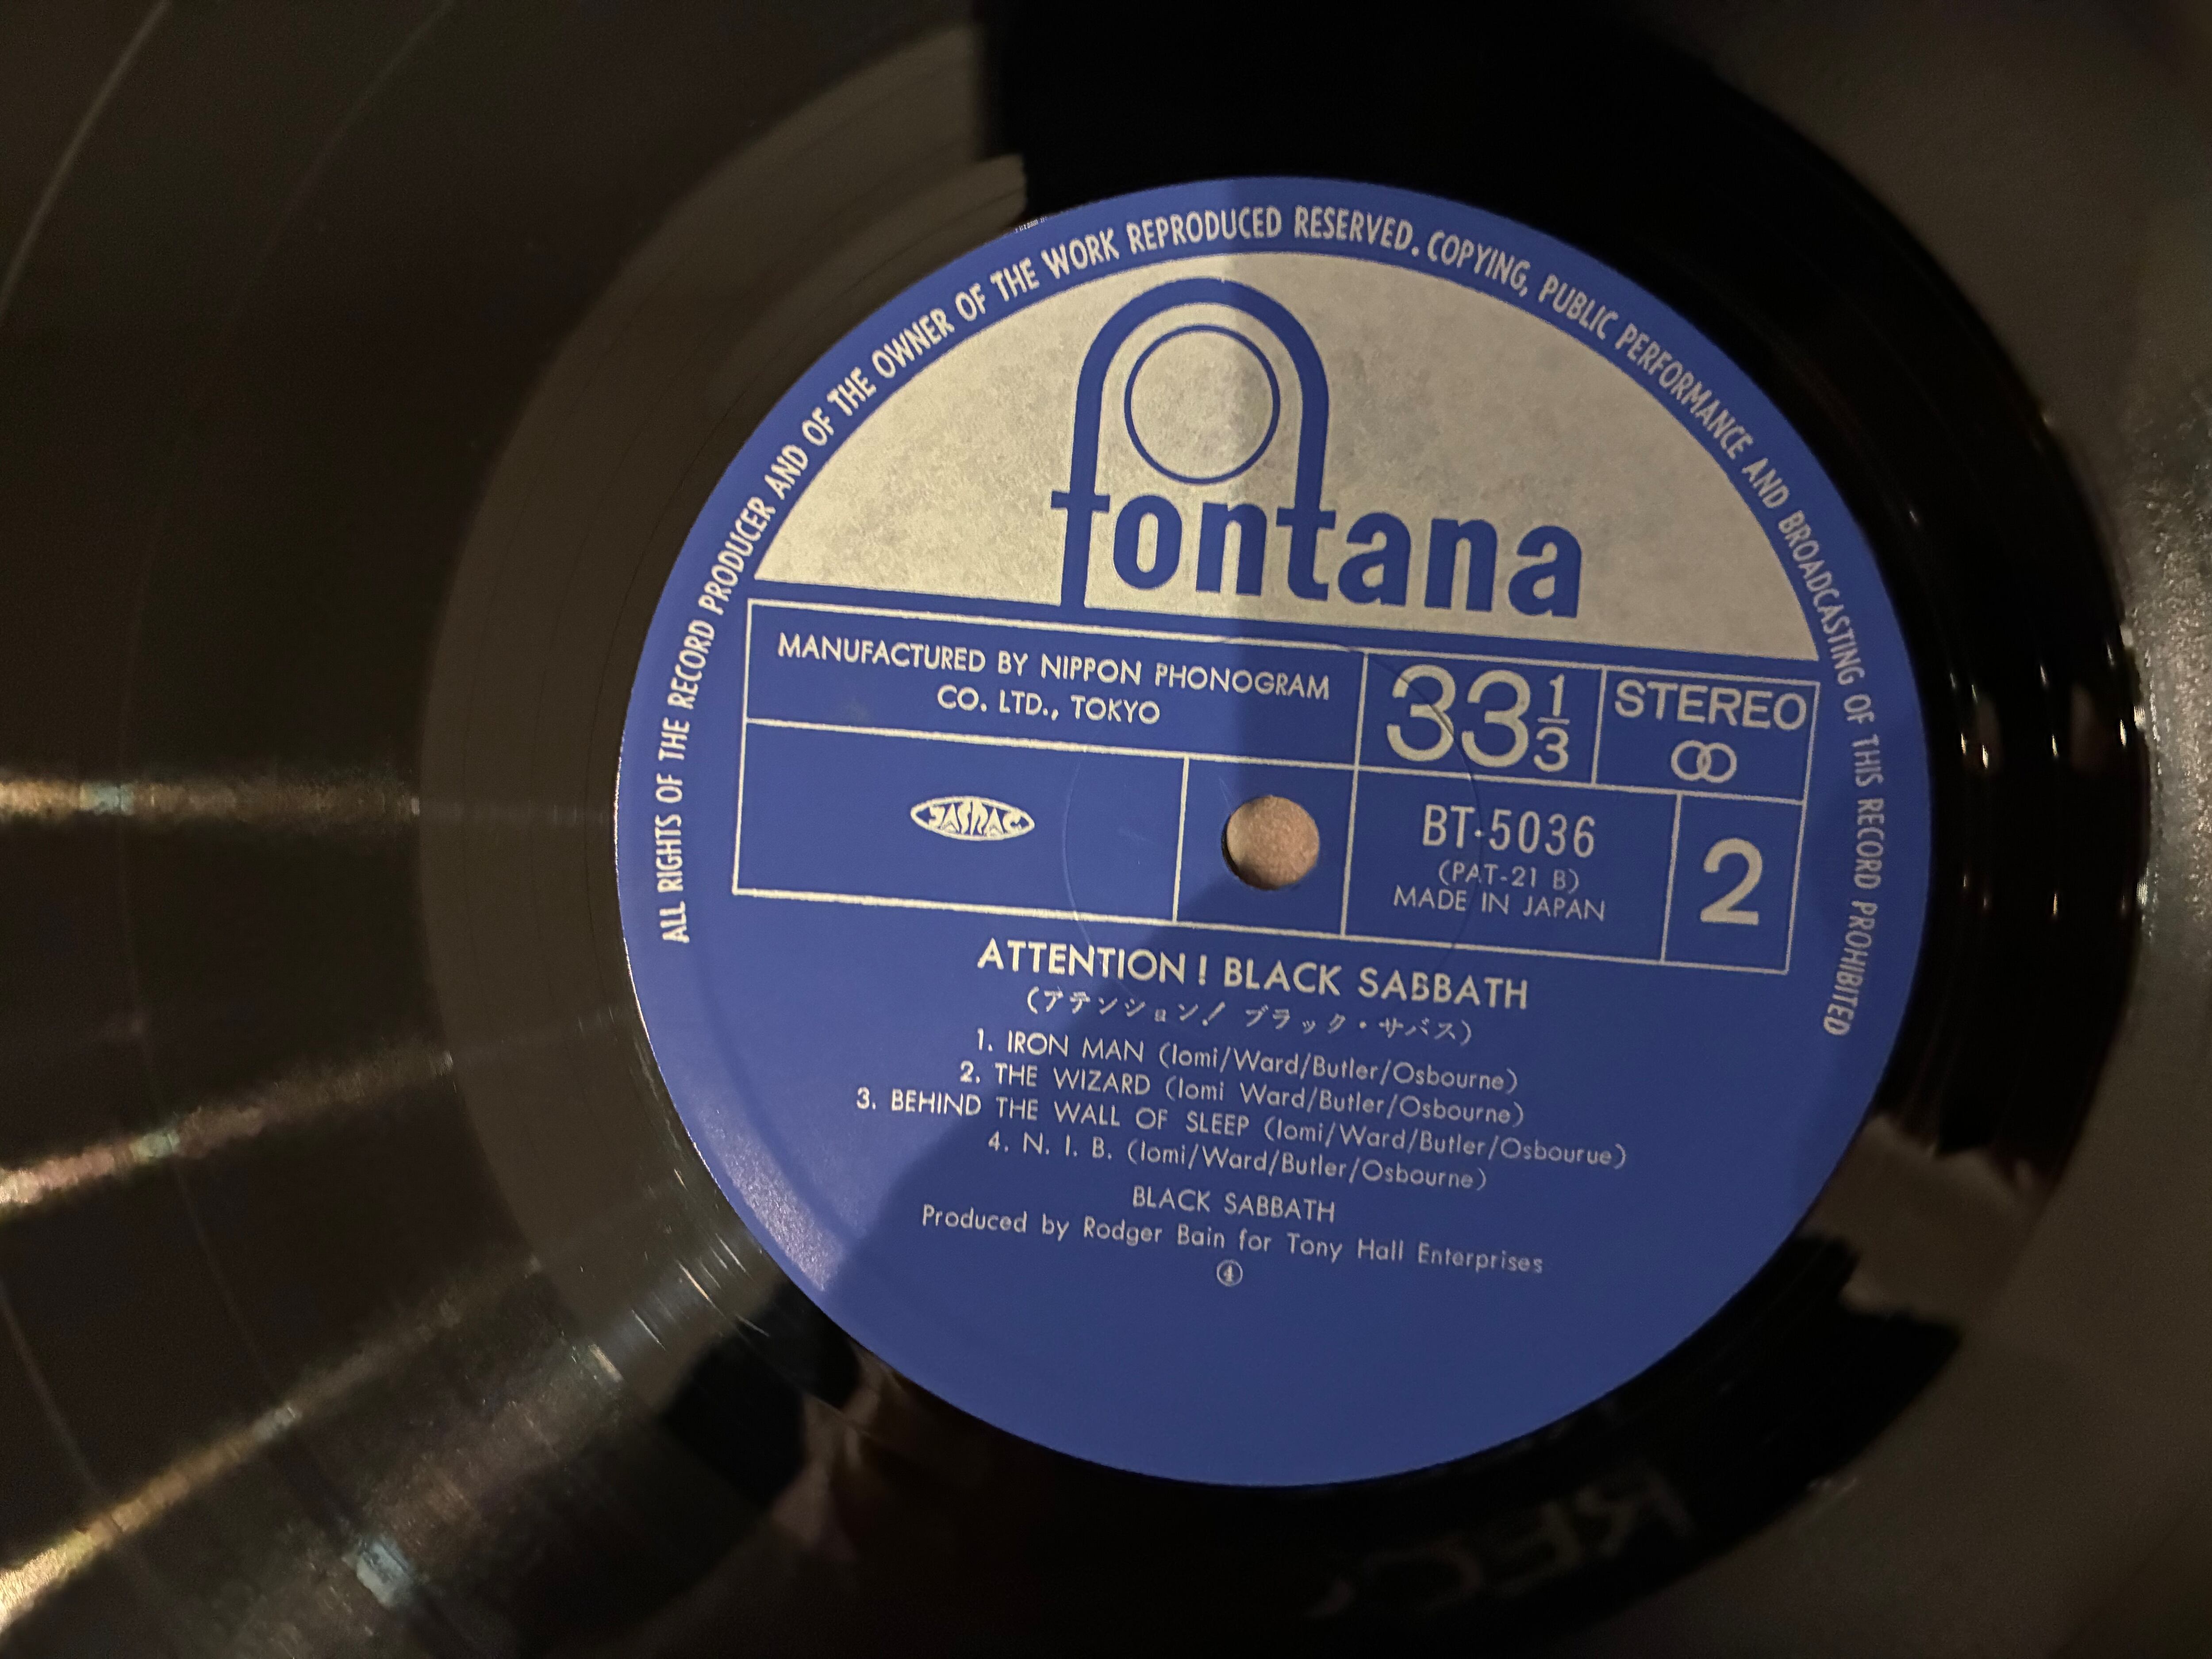 ALL RIGHTS OF THE RECORD PRODUCER AND OF THE OWNER OF THE WORK REPRODUCED RESERVED. COPYING, PUBLIC PERFORMANCE AND BROADCASTING OF THIS RECORD PROHIBITED
fontana
MANUFACTURED BY NIPPON PHONOGRAM
CO. LTD., TOKYO
33 1/3
STEREO
JASRAC
BT-5036
(PAT-21 B)
MADE IN JAPAN
2
ATTENTION! BLACK SABBATH
(アテンション! ブラック・サバス)
1. IRON MAN (Iomi/Ward/Butler/Osbourne)
2. THE WIZARD (Iomi Ward/Butler/Osbourne)
3. BEHIND THE WALL OF SLEEP (Iomi/Ward/Butler/Osbourue)
4. N. I. B. (Iomi/Ward/Butler/Osbourne)
BLACK SABBATH
Produced by Rodger Bain for Tony Hall Enterprises
④